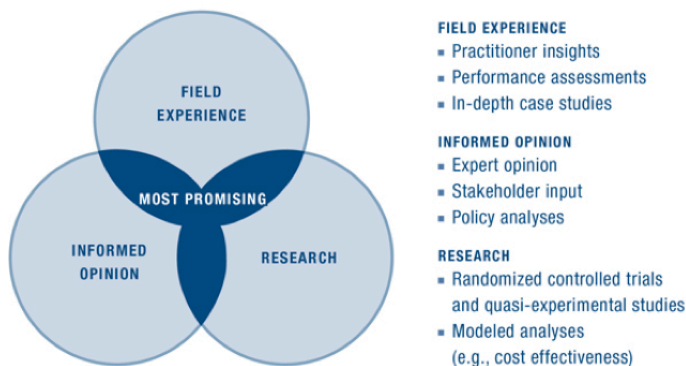 FIELD
EXPERIENCE
MOST PROMISING
INFORMED
OPINION
RESEARCH
FIELD EXPERIENCE
▪ Practitioner insights
▪ Performance assessments
▪ In-depth case studies
INFORMED OPINION
▪ Expert opinion
▪ Stakeholder input
▪ Policy analyses
RESEARCH
▪ Randomized controlled trials
and quasi-experimental studies
▪ Modeled analyses
(e.g., cost effectiveness)